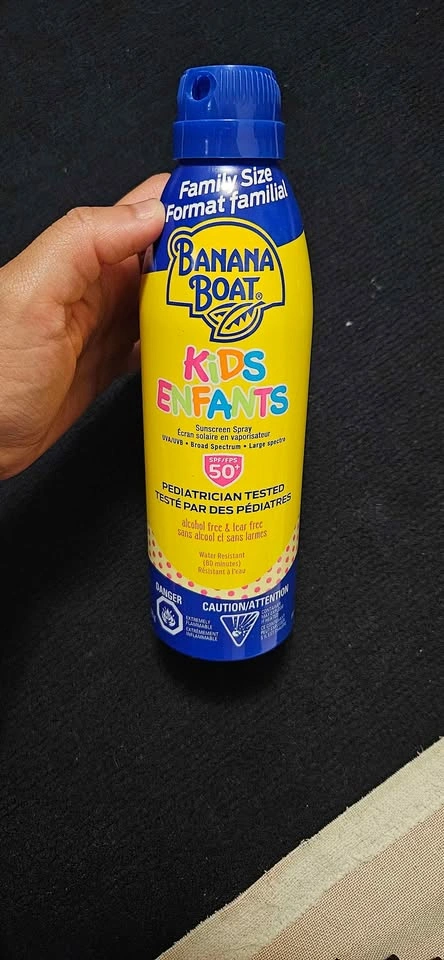 Family Size
Format familial
BANANA
BOAT®
KiDS
ENFANTS
Sunscreen Spray
Écran solaire en vaporisateur
UVA/UVB • Broad Spectrum • Large spectre
SPF/FPS
50+
PEDIATRICIAN TESTED
TESTÉ PAR DES PÉDIATRES
alcohol free & tear free
sans alcool et sans larmes
Water Resistant
(80 minutes)
Résistant à l'eau
DANGER
CAUTION/ATTENTION
EXTREMELY
FLAMMABLE
EXTRÊMEMENT
INFLAMMABLE